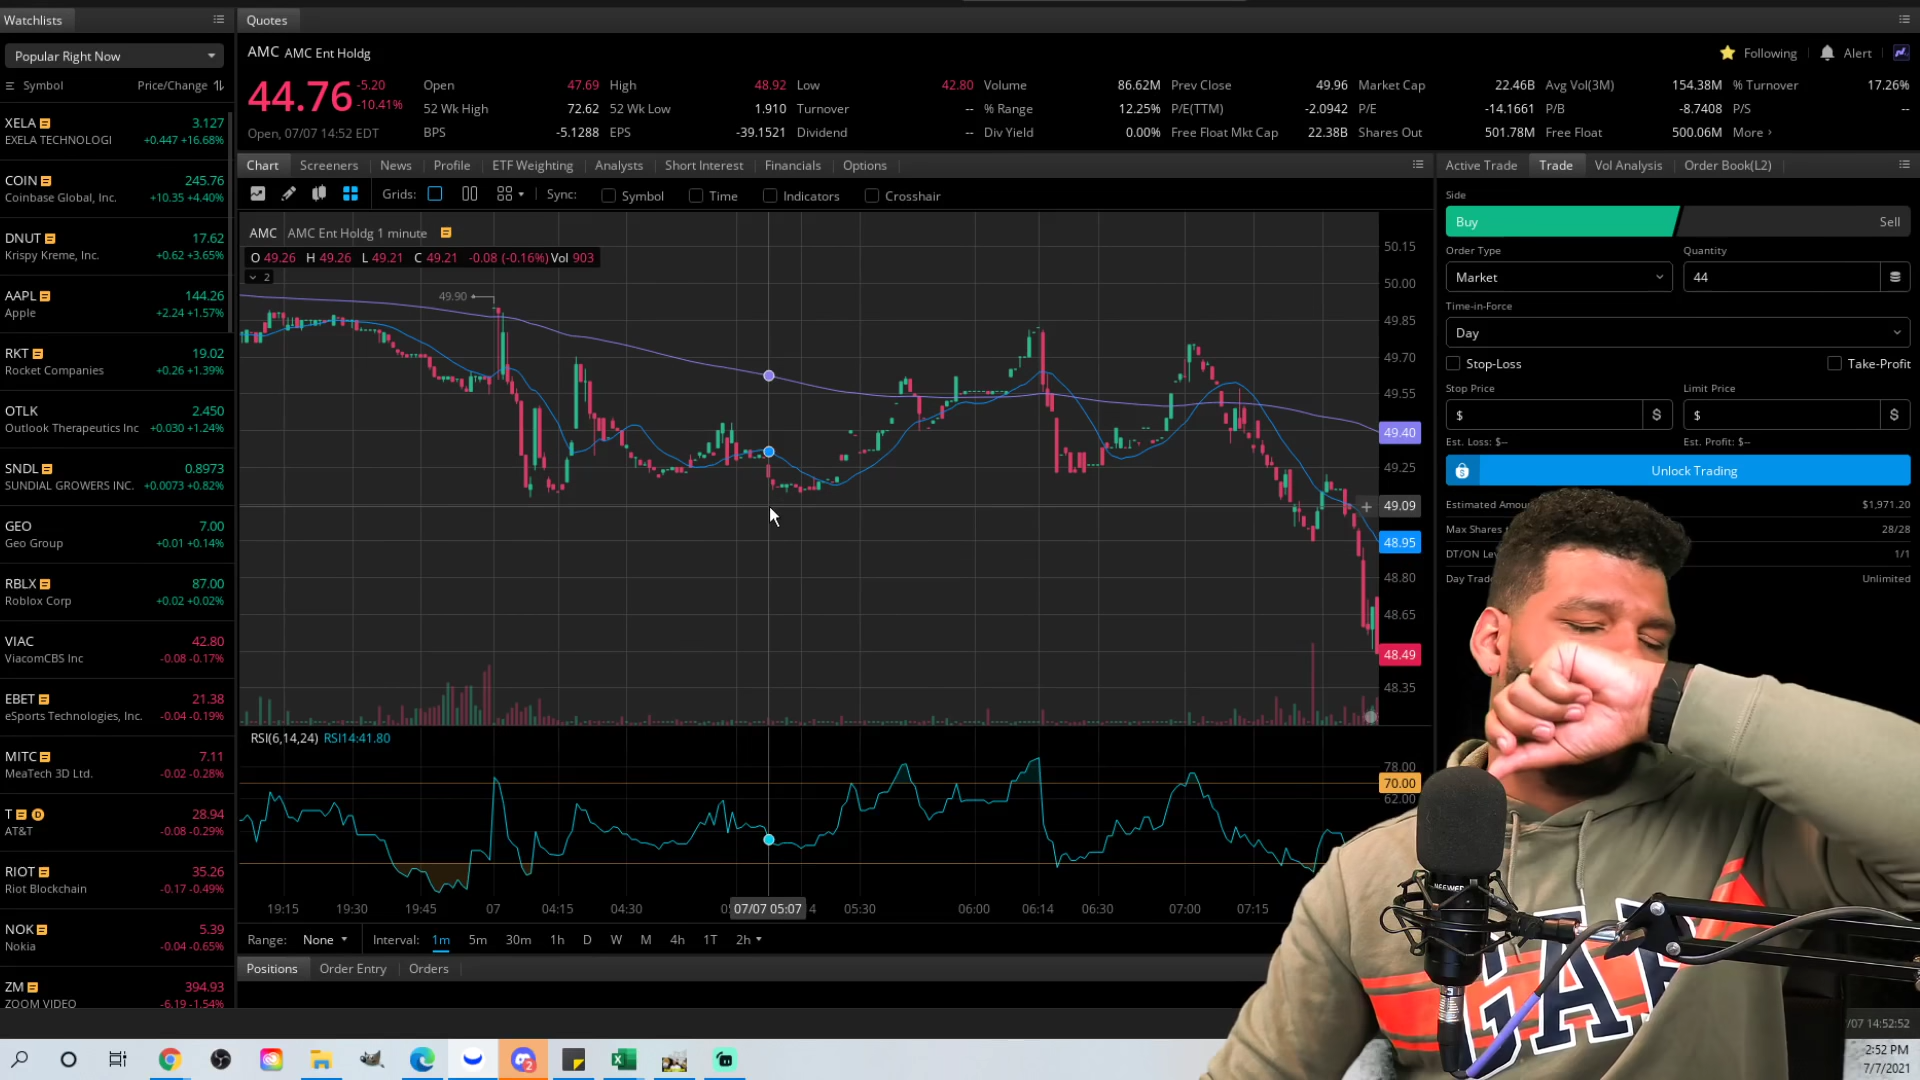 Watchlists
Quotes
Popular Right Now
Symbol Price/Change
XELA 3.127
EXELA TECHNOLOGI +0.447 +16.68%
COIN 245.76
Coinbase Global, Inc. +10.35 +4.40%
DNUT 17.62
Krispy Kreme, Inc. +0.62 +3.65%
AAPL 144.26
Apple +2.24 +1.57%
RKT 19.02
Rocket Companies +0.26 +1.39%
OTLK 2.450
Outlook Therapeutics Inc +0.030 +1.24%
SNDL 0.8973
SUNDIAL GROWERS INC. +0.0073 +0.82%
GEO 7.00
Geo Group +0.01 +0.14%
RBLX 87.00
Roblox Corp +0.02 +0.02%
VIAC 42.80
ViacomCBS Inc -0.08 -0.17%
EBET 21.38
eSports Technologies, Inc. -0.04 -0.19%
MITC 7.11
MeaTech 3D Ltd. -0.02 -0.28%
T D 28.94
AT&T -0.08 -0.29%
RIOT 35.26
Riot Blockchain -0.17 -0.49%
NOK 5.39
Nokia -0.04 -0.65%
ZM 394.93
ZOOM VIDEO -6.19 -1.54%
AMC AMC Ent Holdg
Following Alert
44.76 -5.20
-10.41%
Open, 07/07 14:52 EDT
Open 47.69 High 48.92 Low 42.80 Volume 86.62M Prev Close 49.96 Market Cap 22.46B Avg Vol(3M) 154.38M % Turnover 17.26%
52 Wk High 72.62 52 Wk Low 1.910 Turnover -- % Range 12.25% P/E(TTM) -2.0942 P/E -14.1661 P/B -8.7408 P/S --
BPS -5.1288 EPS -39.1521 Dividend -- Div Yield 0.00% Free Float Mkt Cap 22.38B Shares Out 501.78M Free Float 500.06M More ›
Chart Screeners News Profile ETF Weighting Analysts Short Interest Financials Options
Grids: Sync: Symbol Time Indicators Crosshair
AMC AMC Ent Holdg 1 minute
O 49.26 H 49.26 L 49.21 C 49.21 -0.08 (-0.16%) Vol 903
2
49.90
50.15
50.00
49.85
49.70
49.55
49.40
49.25
49.09
48.95
48.80
48.65
48.49
48.35
RSI(6,14,24) RSI14:41.80
78.00
70.00
62.00
19:15 19:30 19:45 07 04:15 04:30 07/07 05:07 4 05:30 06:00 06:14 06:30 07:00 07:15
Range: None Interval: 1m 5m 30m 1h D W M 4h 1T 2h
Positions Order Entry Orders
Active Trade Trade Vol Analysis Order Book(L2)
Side
Buy Sell
Order Type Quantity
Market 44
Time-in-Force
Day
Stop-Loss Take-Profit
Stop Price Limit Price
$ $ $ $
Est. Loss: $-- Est. Profit: $--
Unlock Trading
Estimated $1,971.20
Max Shares 28/28
DT/ON 1/1
Day Unlimited
NEEWER
GAP
07 14:52:52
2
2:52 PM
7/7/2021